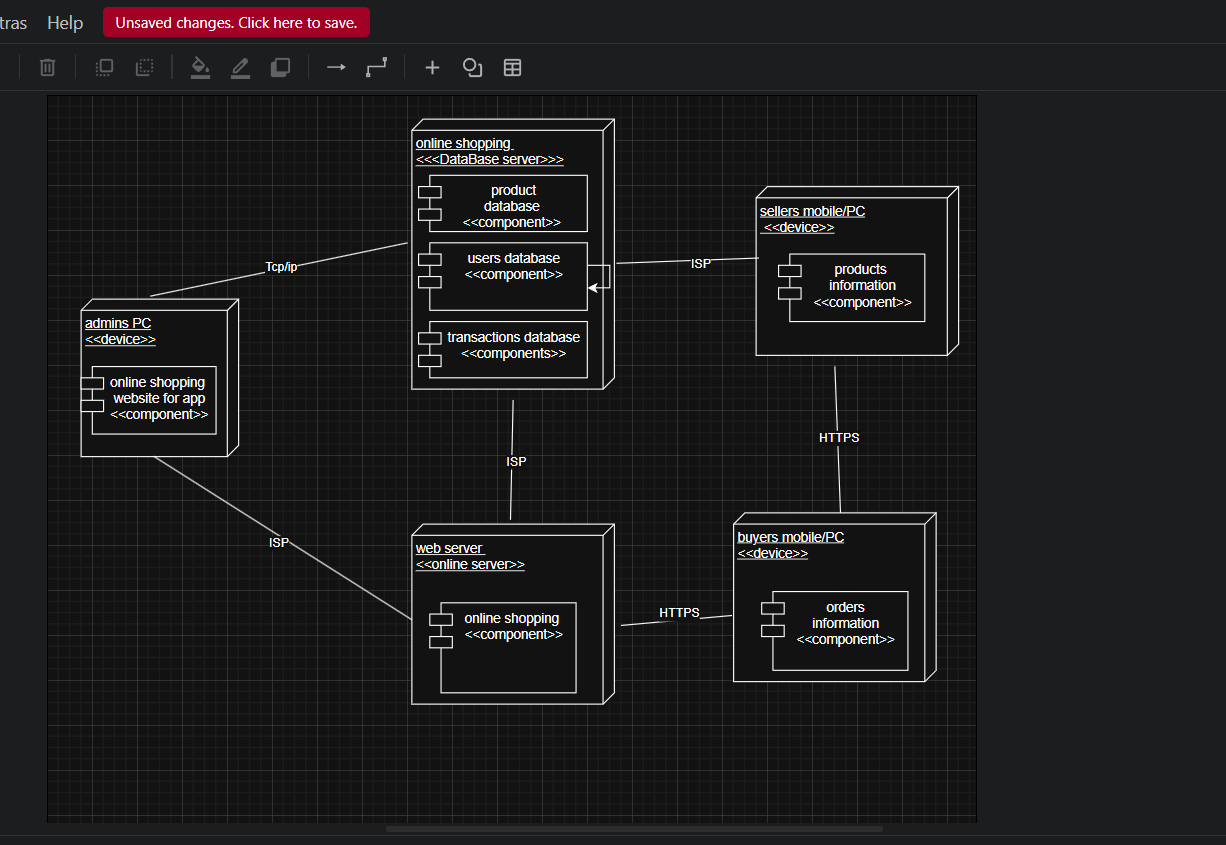 tras Help Unsaved changes. Click here to save.
online shopping
<<<DataBase server>>>
product
database
<<component>>
users database
<<component>>
transactions database
<<components>>
sellers mobile/PC
<<device>>
products
information
<<component>>
Tcp/ip
ISP
admins PC
<<device>>
online shopping
website for app
<<component>>
HTTPS
ISP
ISP
web server
<<online server>>
online shopping
<<component>>
HTTPS
buyers mobile/PC
<<device>>
orders
information
<<component>>